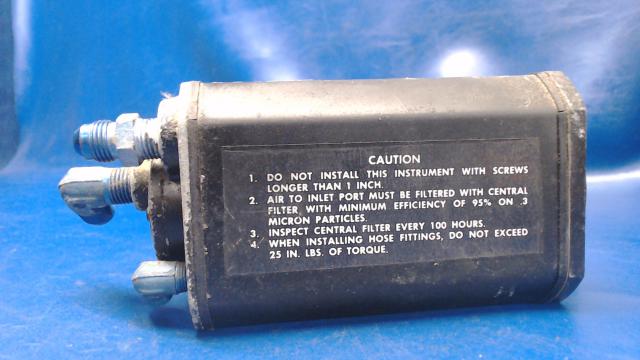 CAUTION
1. DO NOT INSTALL THIS INSTRUMENT WITH SCREWS
LONGER THAN 1 INCH.
2. AIR TO INLET PORT MUST BE FILTERED WITH CENTRAL
FILTER WITH MINIMUM EFFICIENCY OF 95% ON .3
MICRON PARTICLES.
3. INSPECT CENTRAL FILTER EVERY 100 HOURS.
4. WHEN INSTALLING HOSE FITTINGS, DO NOT EXCEED
25 IN. LBS. OF TORQUE.